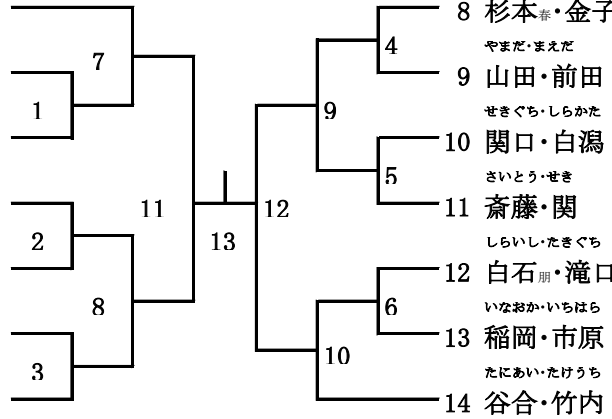 8 杉本春・金子
7
4
やまだ・まえだ
9 山田・前田
1
9
せきぐち・しらかた
10 関口・白潟
5
さいとう・せき
11
12
11 斎藤・関
2
13
しらいし・たきぐち
12 白石朋・滝口
8
6
いなおか・いちはら
13 稲岡・市原
10
3
たにあい・たけうち
14 谷合・竹内